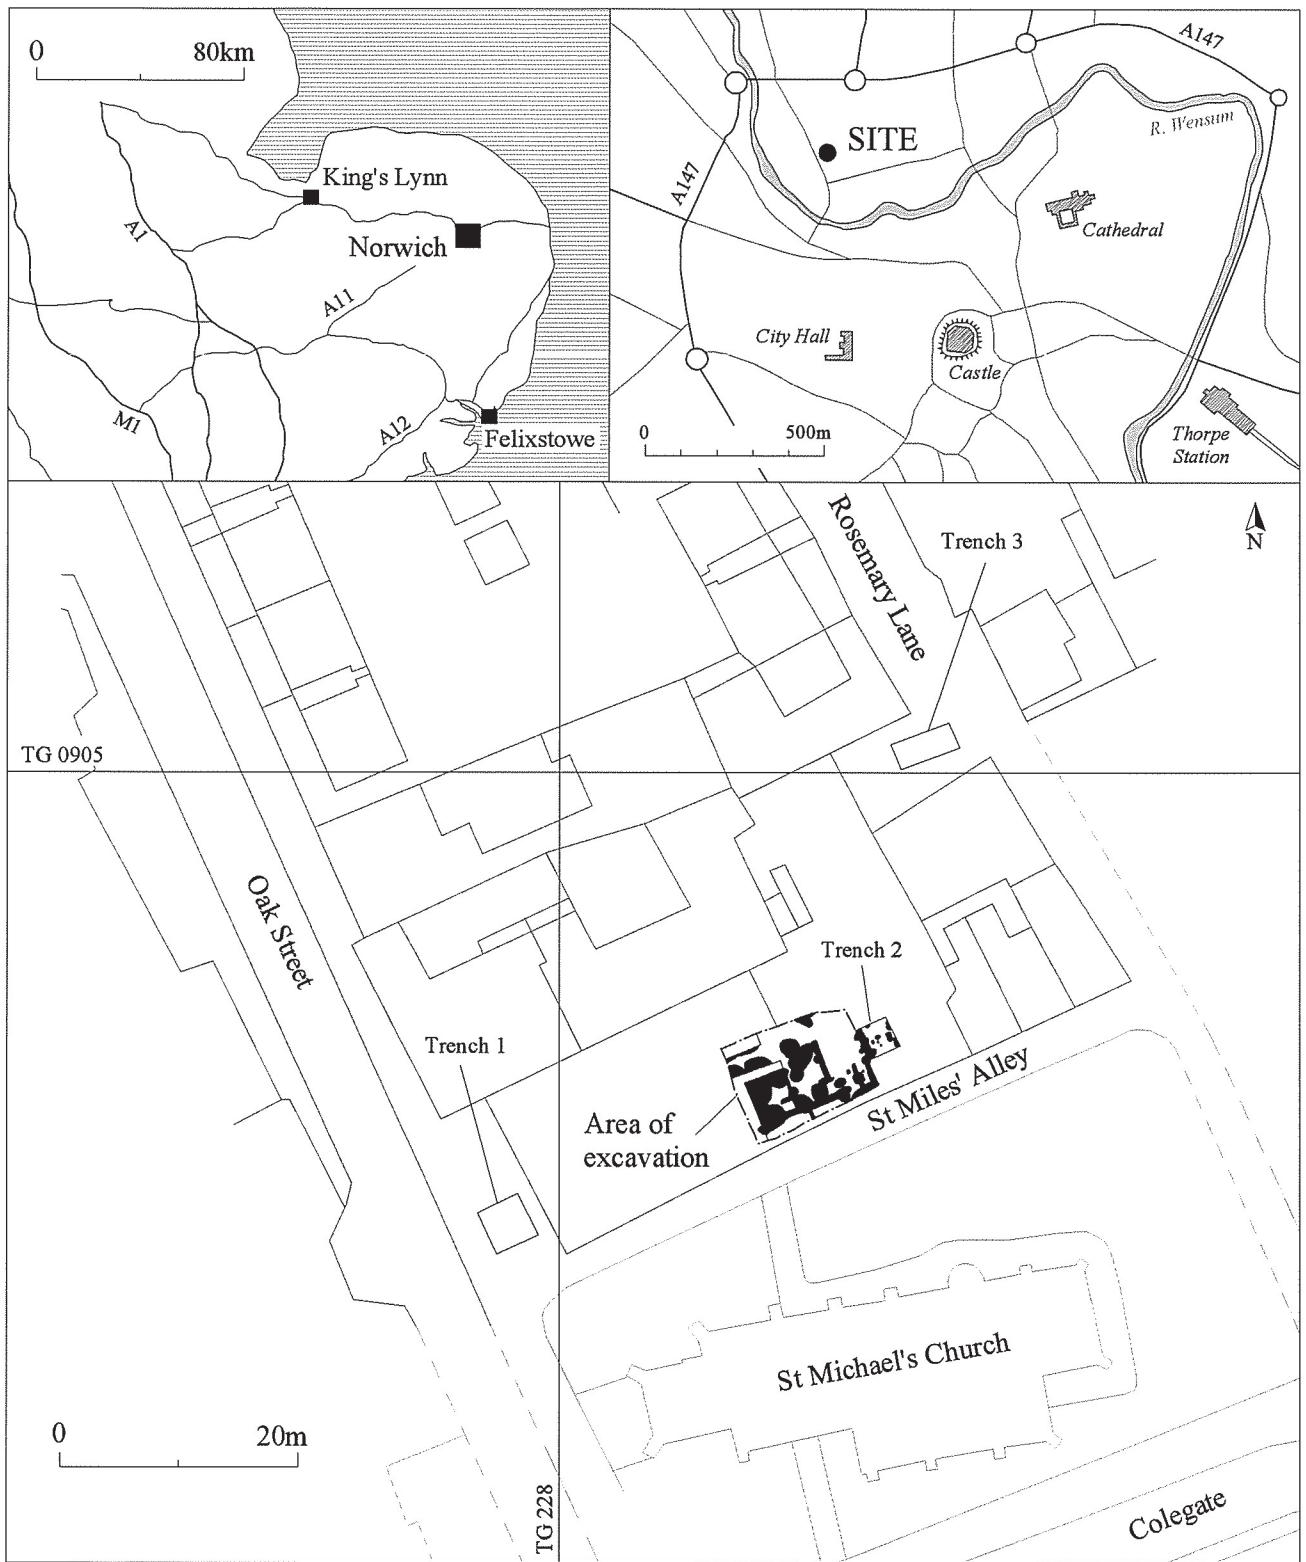 0 80km
King's Lynn
A1
Norwich
A11
M1
A12
Felixstowe
A147
R. Wensum
SITE
A147
Cathedral
City Hall
Castle
0 500m
Thorpe
Station
Rosemary Lane
Trench 3
N
TG 0905
Oak Street
Trench 2
Trench 1
Area of
excavation
St Miles' Alley
St Michael's Church
0 20m
TG 228
Colegate